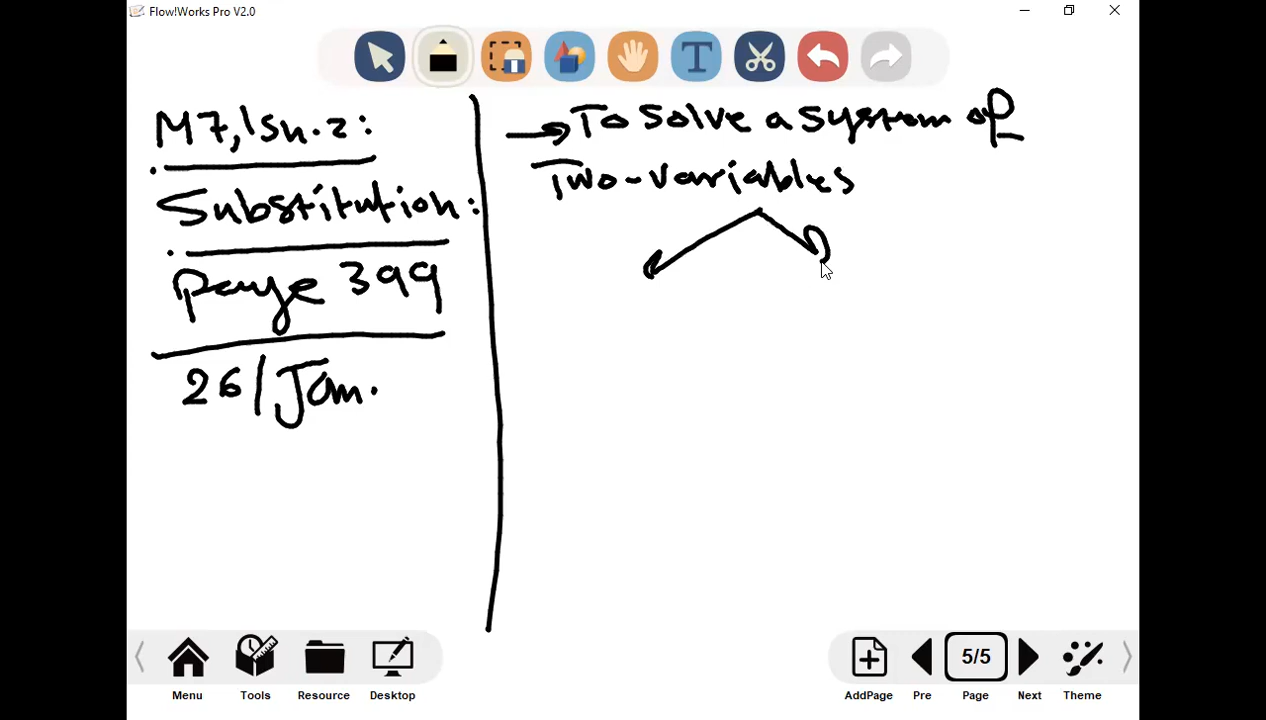 Flow!Works Pro V2.0
M7, lsn. 2:
Substitution:
page 399
26/Jan.
To Solve a System of
Two-variables
Menu
Tools
Resource
Desktop
AddPage
Pre
5/5
Page
Next
Theme